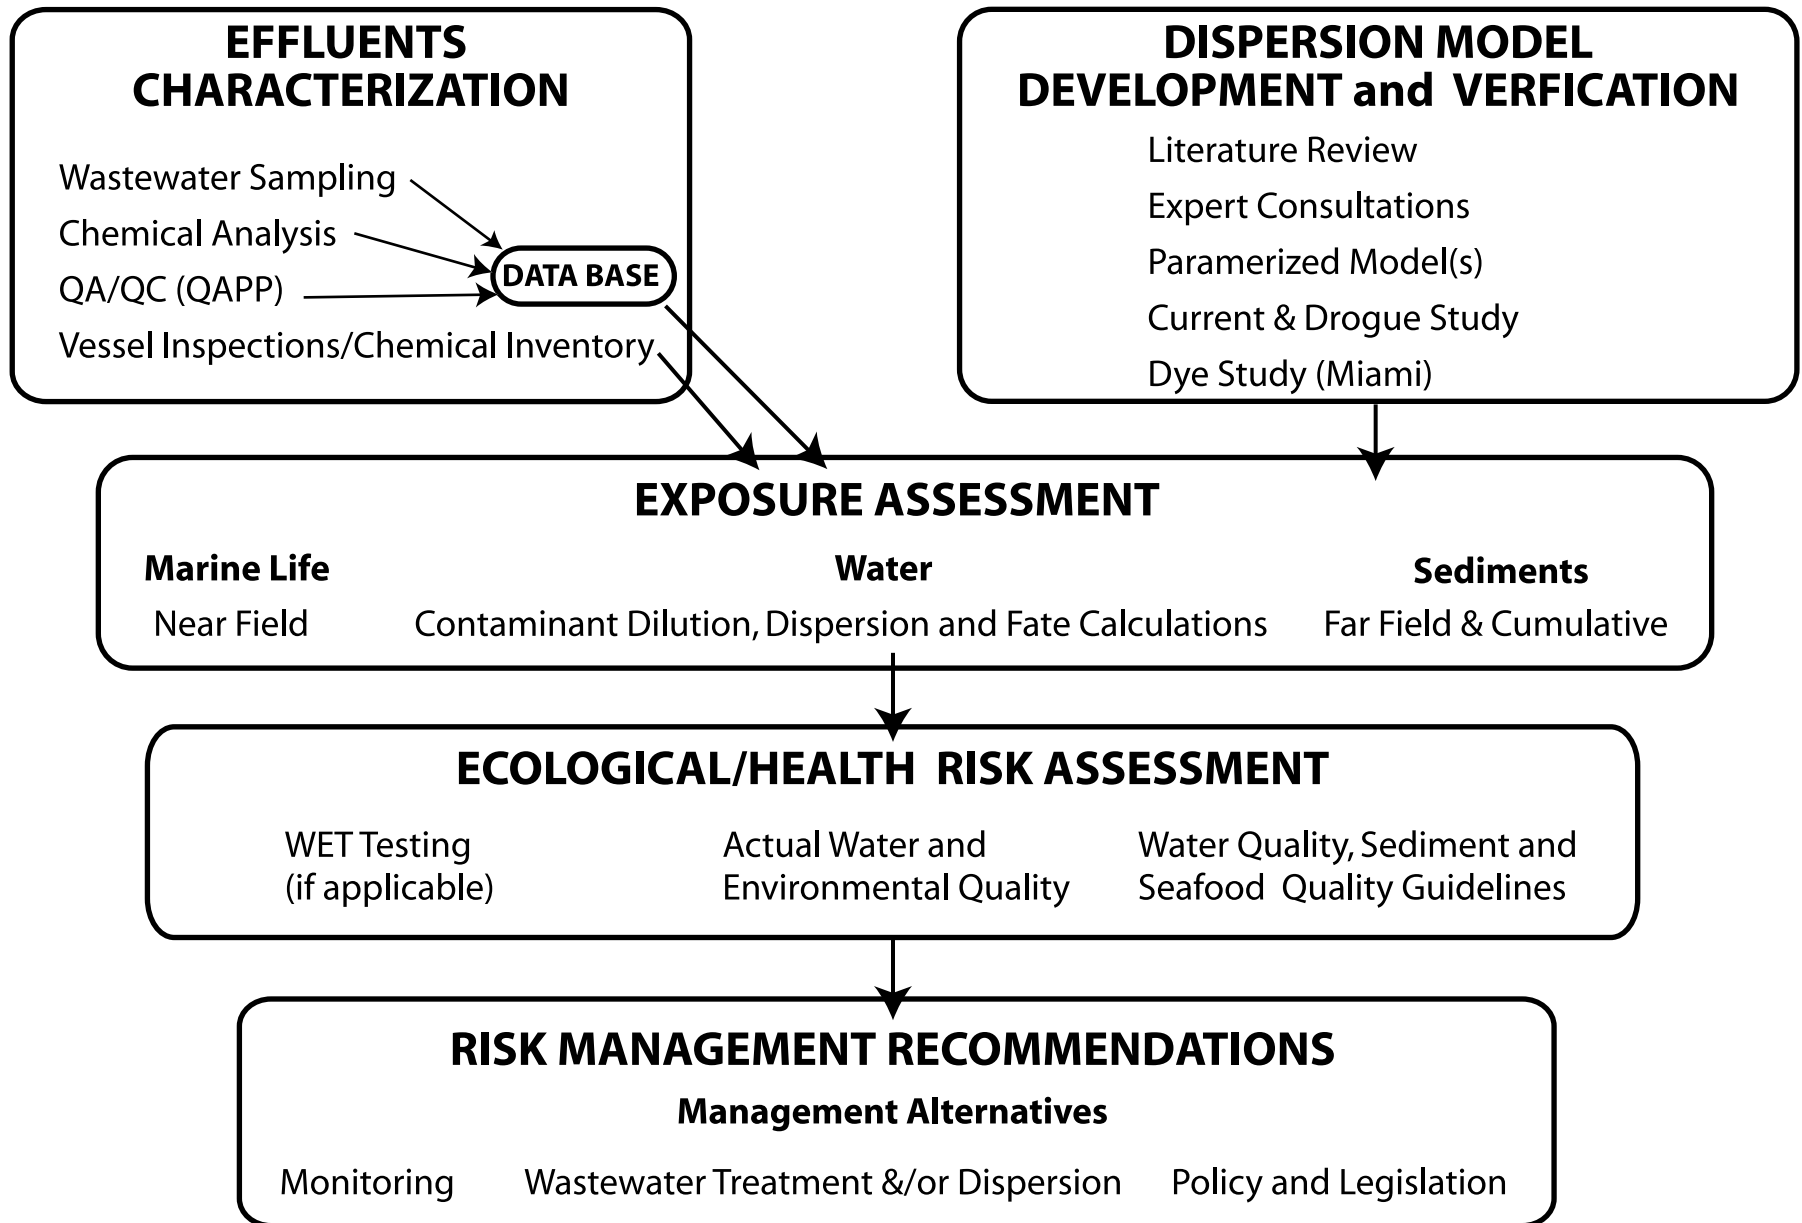 EFFLUENTS
CHARACTERIZATION
Wastewater Sampling
Chemical Analysis
QA/QC (QAPP)
Vessel Inspections/Chemical Inventory
DATA BASE
DISPERSION MODEL
DEVELOPMENT and VERFICATION
Literature Review
Expert Consultations
Paramerized Model(s)
Current & Drogue Study
Dye Study (Miami)
EXPOSURE ASSESSMENT
Marine Life
Near Field
Water
Contaminant Dilution, Dispersion and Fate Calculations
Sediments
Far Field & Cumulative
ECOLOGICAL/HEALTH RISK ASSESSMENT
WET Testing
(if applicable)
Actual Water and
Environmental Quality
Water Quality, Sediment and
Seafood Quality Guidelines
RISK MANAGEMENT RECOMMENDATIONS
Management Alternatives
Monitoring
Wastewater Treatment &/or Dispersion
Policy and Legislation